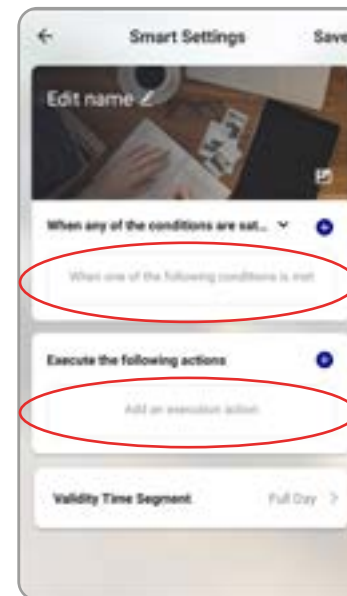 Smart Settings Save
Edit name
When any of the conditions are sat...
When one of the following conditions is met
Execute the following actions
Add an execution action
Validity Time Segment Full Day